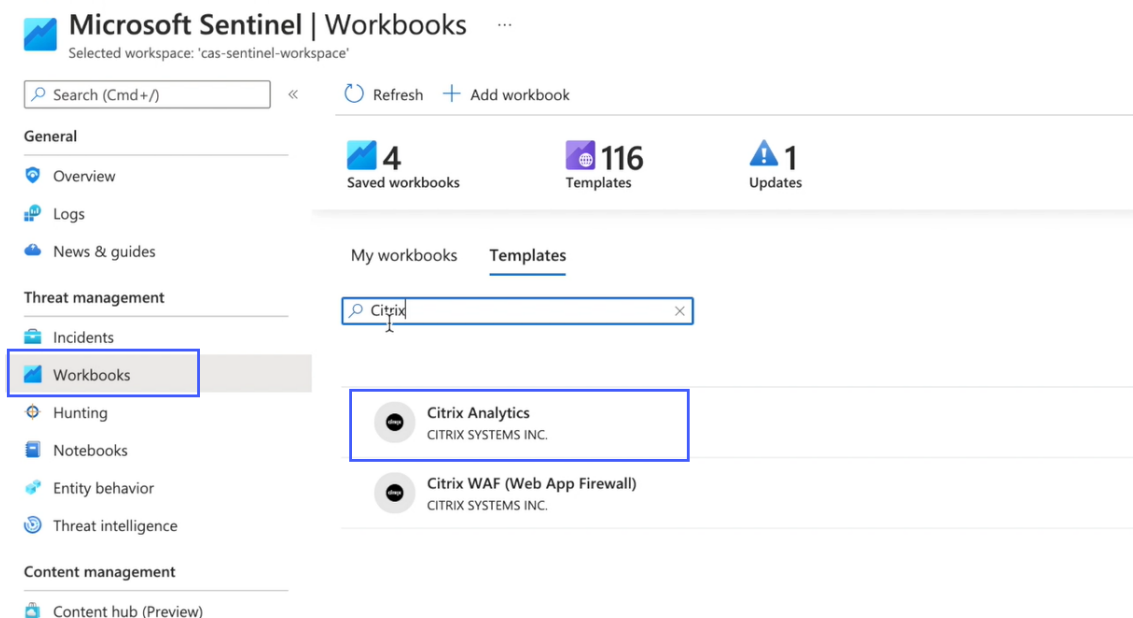 Microsoft Sentinel | Workbooks ...
Selected workspace: 'cas-sentinel-workspace'
Search (Cmd+/)
«
Refresh
Add workbook
General
Overview
Logs
News & guides
Threat management
Incidents
Workbooks
Hunting
Notebooks
Entity behavior
Threat intelligence
Content management
Content hub (Preview)
4
Saved workbooks
116
Templates
1
Updates
My workbooks
Templates
Citrix
Citrix Analytics
CITRIX SYSTEMS INC.
Citrix WAF (Web App Firewall)
CITRIX SYSTEMS INC.